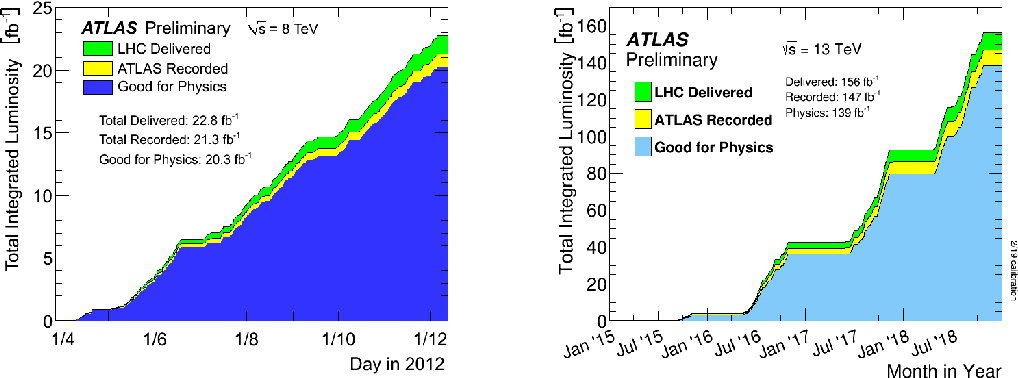 ATLAS Preliminary √s = 8 TeV
LHC Delivered
ATLAS Recorded
Good for Physics
Total Delivered: 22.8 fb⁻¹
Total Recorded: 21.3 fb⁻¹
Good for Physics: 20.3 fb⁻¹
Total Integrated Luminosity [fb⁻¹]
25
20
15
10
5
0
1/4 1/6 1/8 1/10 1/12
Day in 2012
ATLAS
Preliminary
√s = 13 TeV
LHC Delivered
ATLAS Recorded
Good for Physics
Delivered: 156 fb⁻¹
Recorded: 147 fb⁻¹
Physics: 139 fb⁻¹
Total Integrated Luminosity [fb⁻¹]
160
140
120
100
80
60
40
20
0
Jan '15 Jul '15 Jan '16 Jul '16 Jan '17 Jul '17 Jan '18 Jul '18
Month in Year
2/19 calibration